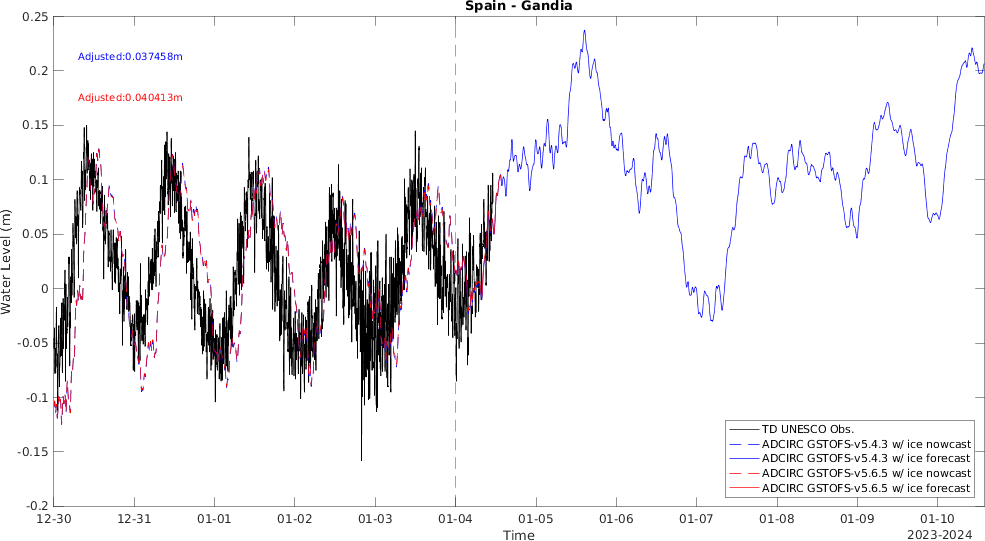 Spain - Gandia
0.25
0.2
0.15
0.1
0.05
0
-0.05
-0.1
-0.15
-0.2
Water Level (m)
Adjusted:0.037458m
Adjusted:0.040413m
TD UNESCO Obs.
ADCIRC GSTOFS-v5.4.3 w/ ice nowcast
ADCIRC GSTOFS-v5.4.3 w/ ice forecast
ADCIRC GSTOFS-v5.6.5 w/ ice nowcast
ADCIRC GSTOFS-v5.6.5 w/ ice forecast
12-30 12-31 01-01 01-02 01-03 01-04 01-05 01-06 01-07 01-08 01-09 01-10
Time
2023-2024